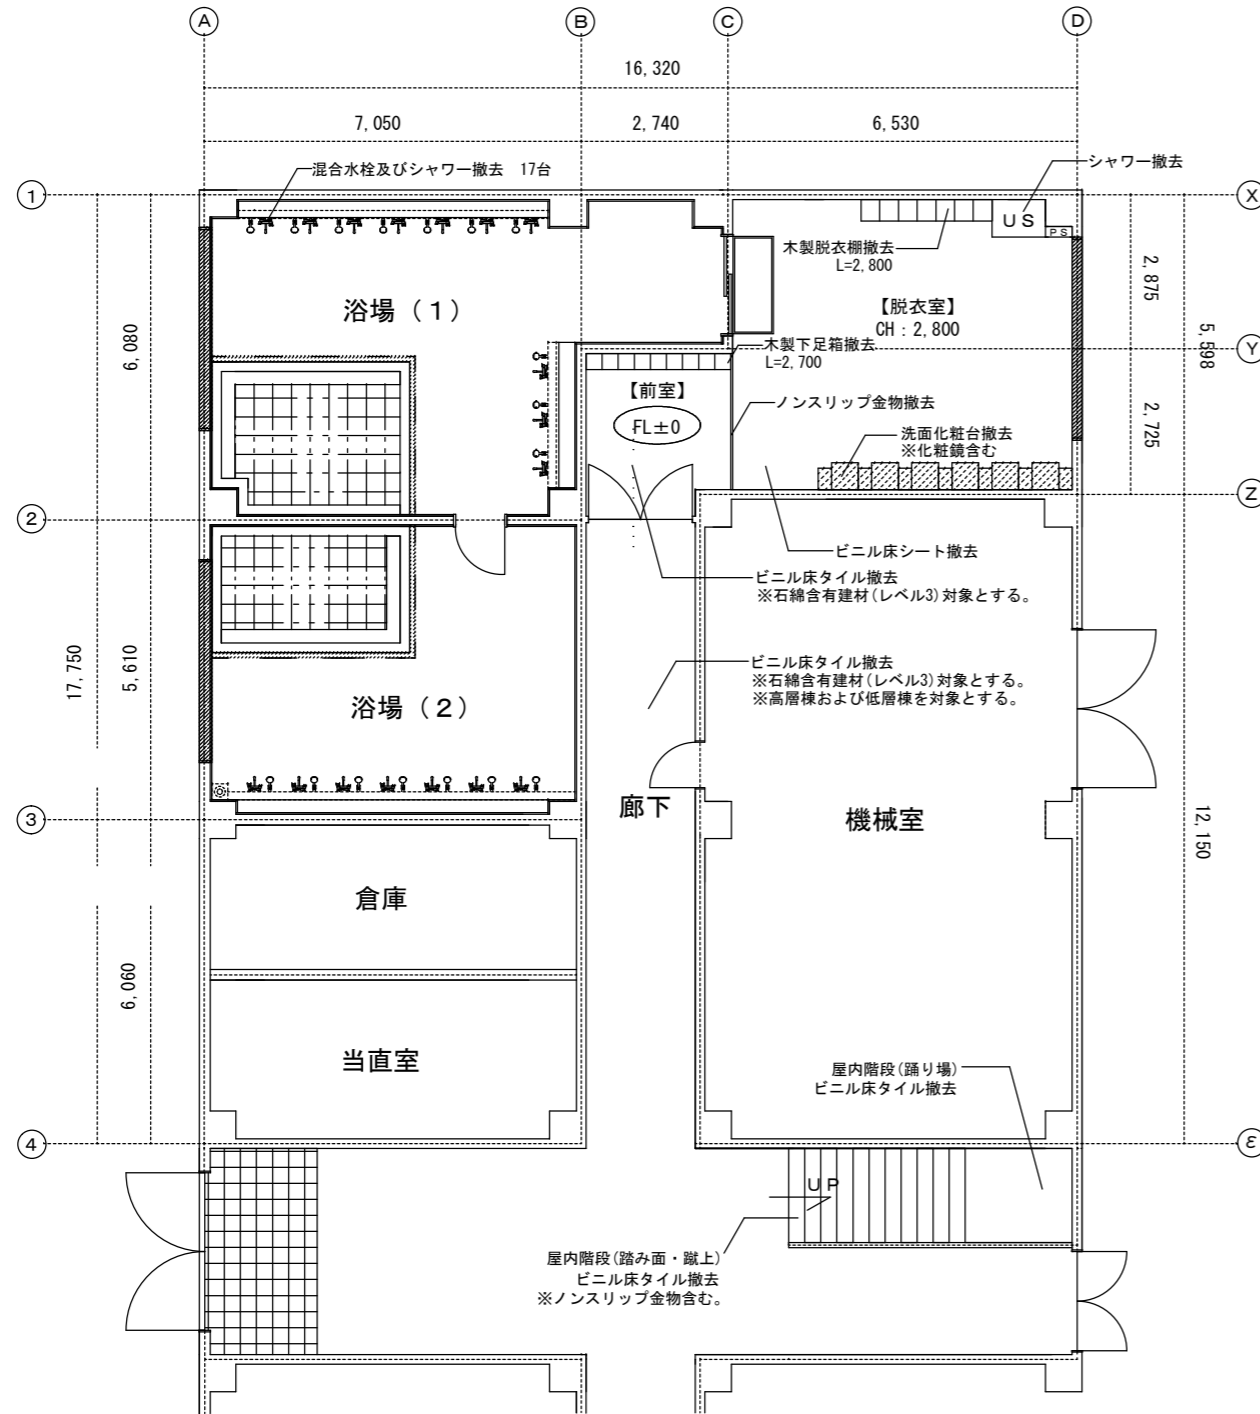 A
B
C
D
16,320
7,050
2,740
6,530
混合水栓及びシャワー撤去　17台
シャワー撤去
1
X
US
PS
木製脱衣棚撤去
L=2,800
2,875
浴場（1）
【脱衣室】
CH：2,800
6,080
5,598
木製下足箱撤去
L=2,700
Y
【前室】
ノンスリップ金物撤去
FL±0
2,725
洗面化粧台撤去
※化粧鏡含む
Z
2
ビニル床シート撤去
ビニル床タイル撤去
※石綿含有建材(レベル3)対象とする。
17,750
5,610
ビニル床タイル撤去
※石綿含有建材(レベル3)対象とする。
※高層棟および低層棟を対象とする。
浴場（2）
3
廊下
機械室
12,150
倉庫
6,060
当直室
屋内階段(踊り場)
ビニル床タイル撤去
4
ε
UP
屋内階段(踏み面・蹴上)
ビニル床タイル撤去
※ノンスリップ金物含む。